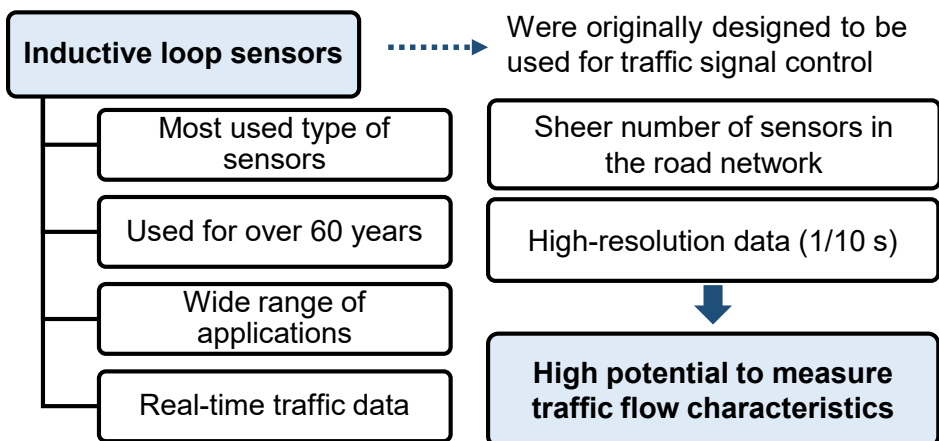 Inductive loop sensors
Were originally designed to be
used for traffic signal control
Most used type of
sensors
Used for over 60 years
Wide range of
applications
Real-time traffic data
Sheer number of sensors in
the road network
High-resolution data (1/10 s)
High potential to measure
traffic flow characteristics